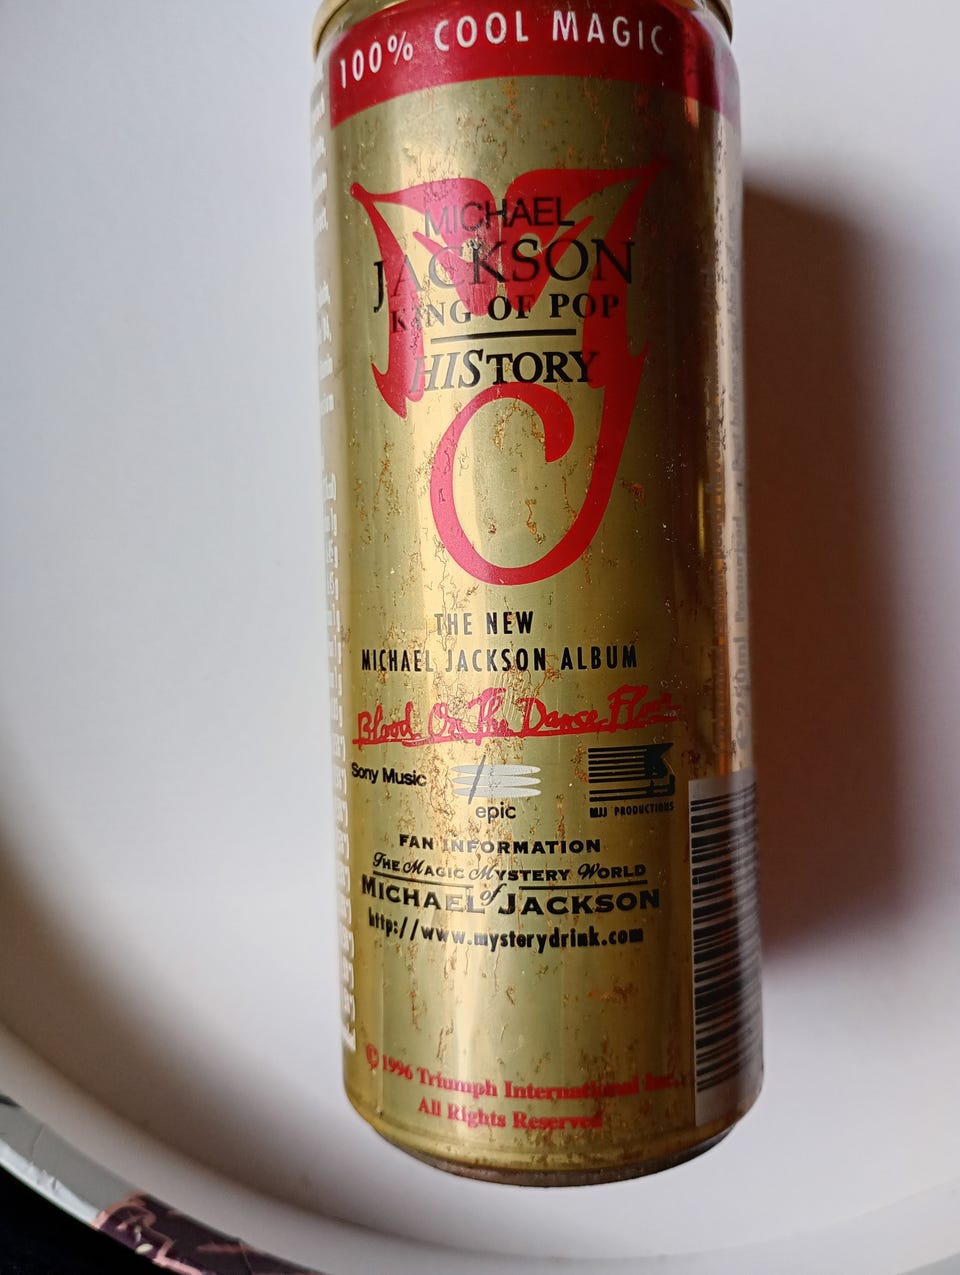 100% COOL MAGIC
MICHAEL
JACKSON
KING OF POP
HISTORY
THE NEW
MICHAEL JACKSON ALBUM
Blood On The Dance Floor
Sony Music
epic
MJJ PRODUCTIONS
FAN INFORMATION
THE MAGIC MYSTERY WORLD
of
MICHAEL JACKSON
http://www.mysterydrink.com
© 1996 Triumph International Inc.
All Rights Reserved
250ml